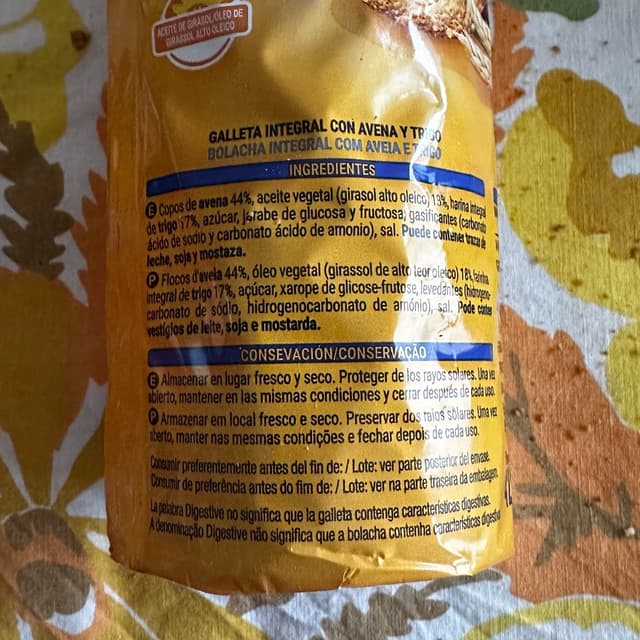 ACEITE DE GIRASOL/ÓLEO DE
GIRASSOL ALTO OLEICO
GALLETA INTEGRAL CON AVENA Y TRIGO
BOLACHA INTEGRAL COM AVEIA E TRIGO
INGREDIENTES
E Copos de avena 44%, aceite vegetal (girasol alto oleico) 19%, harina integral
de trigo 17%, azúcar, jarabe de glucosa y fructosa, gasificantes (carbonato
ácido de sodio y carbonato ácido de amonio), sal. Puede contener trazas de
leche, soja y mostaza.
P Flocos d'aveia 44%, óleo vegetal (girassol de alto teor oleico) 18%, farinha
integral de trigo 17%, açúcar, xarope de glicose-frutose, levedantes (hidrogeno-
carbonato de sódio, hidrogenocarbonato de amónio), sal. Pode conter
vestígios de leite, soja e mostarda.
CONSEVACIÓN/CONSERVAÇÃO
E Almacenar en lugar fresco y seco. Proteger de los rayos solares. Una vez
abierto, mantener en las mismas condiciones y cerrar después de cada uso.
P Armazenar em local fresco e seco. Preservar dos raios solares. Uma vez
aberto, manter nas mesmas condições e fechar depois de cada uso.
Consumir preferentemente antes del fin de: / Lote: ver parte posterior del envase.
Consumir de preferência antes do fim de: / Lote: ver na parte traseira da embalagem.
La palabra Digestive no significa que la galleta contenga características digestivas.
A denominação Digestive não significa que a bolacha contenha características digestivas